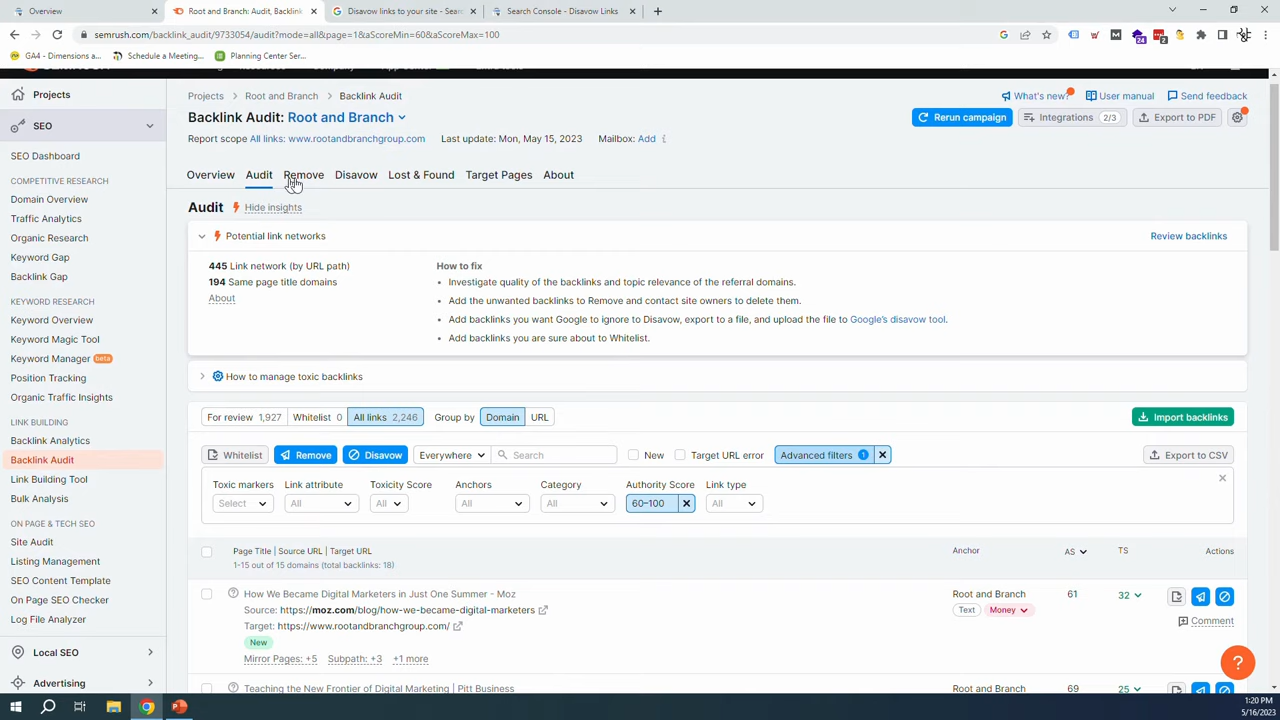 Overview
Root and Branch: Audit, Backlink
Disavow links to your site - Sear
Search Console - Disavow Links
semrush.com/backlink_audit/9733054/audit?mode=all&page=1&aScoreMin=60&aScoreMax=100
24
2
GA4 - Dimensions a...
Schedule a Meeting...
Planning Center Ser...
Projects
SEO
SEO Dashboard
COMPETITIVE RESEARCH
Domain Overview
Traffic Analytics
Organic Research
Keyword Gap
Backlink Gap
KEYWORD RESEARCH
Keyword Overview
Keyword Magic Tool
Keyword Manager beta
Position Tracking
Organic Traffic Insights
LINK BUILDING
Backlink Analytics
Backlink Audit
Link Building Tool
Bulk Analysis
ON PAGE & TECH SEO
Site Audit
Listing Management
SEO Content Template
On Page SEO Checker
Log File Analyzer
Local SEO
Advertising
Projects > Root and Branch > Backlink Audit
What's new?
User manual
Send feedback
Backlink Audit: Root and Branch
Rerun campaign
Integrations 2/3
Export to PDF
Report scope All links: www.rootandbranchgroup.com Last update: Mon, May 15, 2023 Mailbox: Add i
Overview Audit Remove Disavow Lost & Found Target Pages About
Audit Hide insights
Potential link networks
Review backlinks
445 Link network (by URL path)
194 Same page title domains
About
How to fix
• Investigate quality of the backlinks and topic relevance of the referral domains.
• Add the unwanted backlinks to Remove and contact site owners to delete them.
• Add backlinks you want Google to ignore to Disavow, export to a file, and upload the file to Google's disavow tool.
• Add backlinks you are sure about to Whitelist.
How to manage toxic backlinks
For review 1,927 Whitelist 0 All links 2,246 Group by Domain URL
Import backlinks
Whitelist Remove Disavow Everywhere Search New Target URL error Advanced filters 1
Export to CSV
Toxic markers Link attribute Toxicity Score Anchors Category Authority Score Link type
Select All All All All 60–100 All
Page Title | Source URL | Target URL
1-15 out of 15 domains (total backlinks: 18)
Anchor AS TS Actions
How We Became Digital Marketers in Just One Summer - Moz
Source: https://moz.com/blog/how-we-became-digital-marketers
Target: https://www.rootandbranchgroup.com/
New
Mirror Pages: +5 Subpath: +3 +1 more
Root and Branch
Text Money
61
32
Comment
Teaching the New Frontier of Digital Marketing | Pitt Business
Root and Branch
69
25
?
1:20 PM
5/16/2023